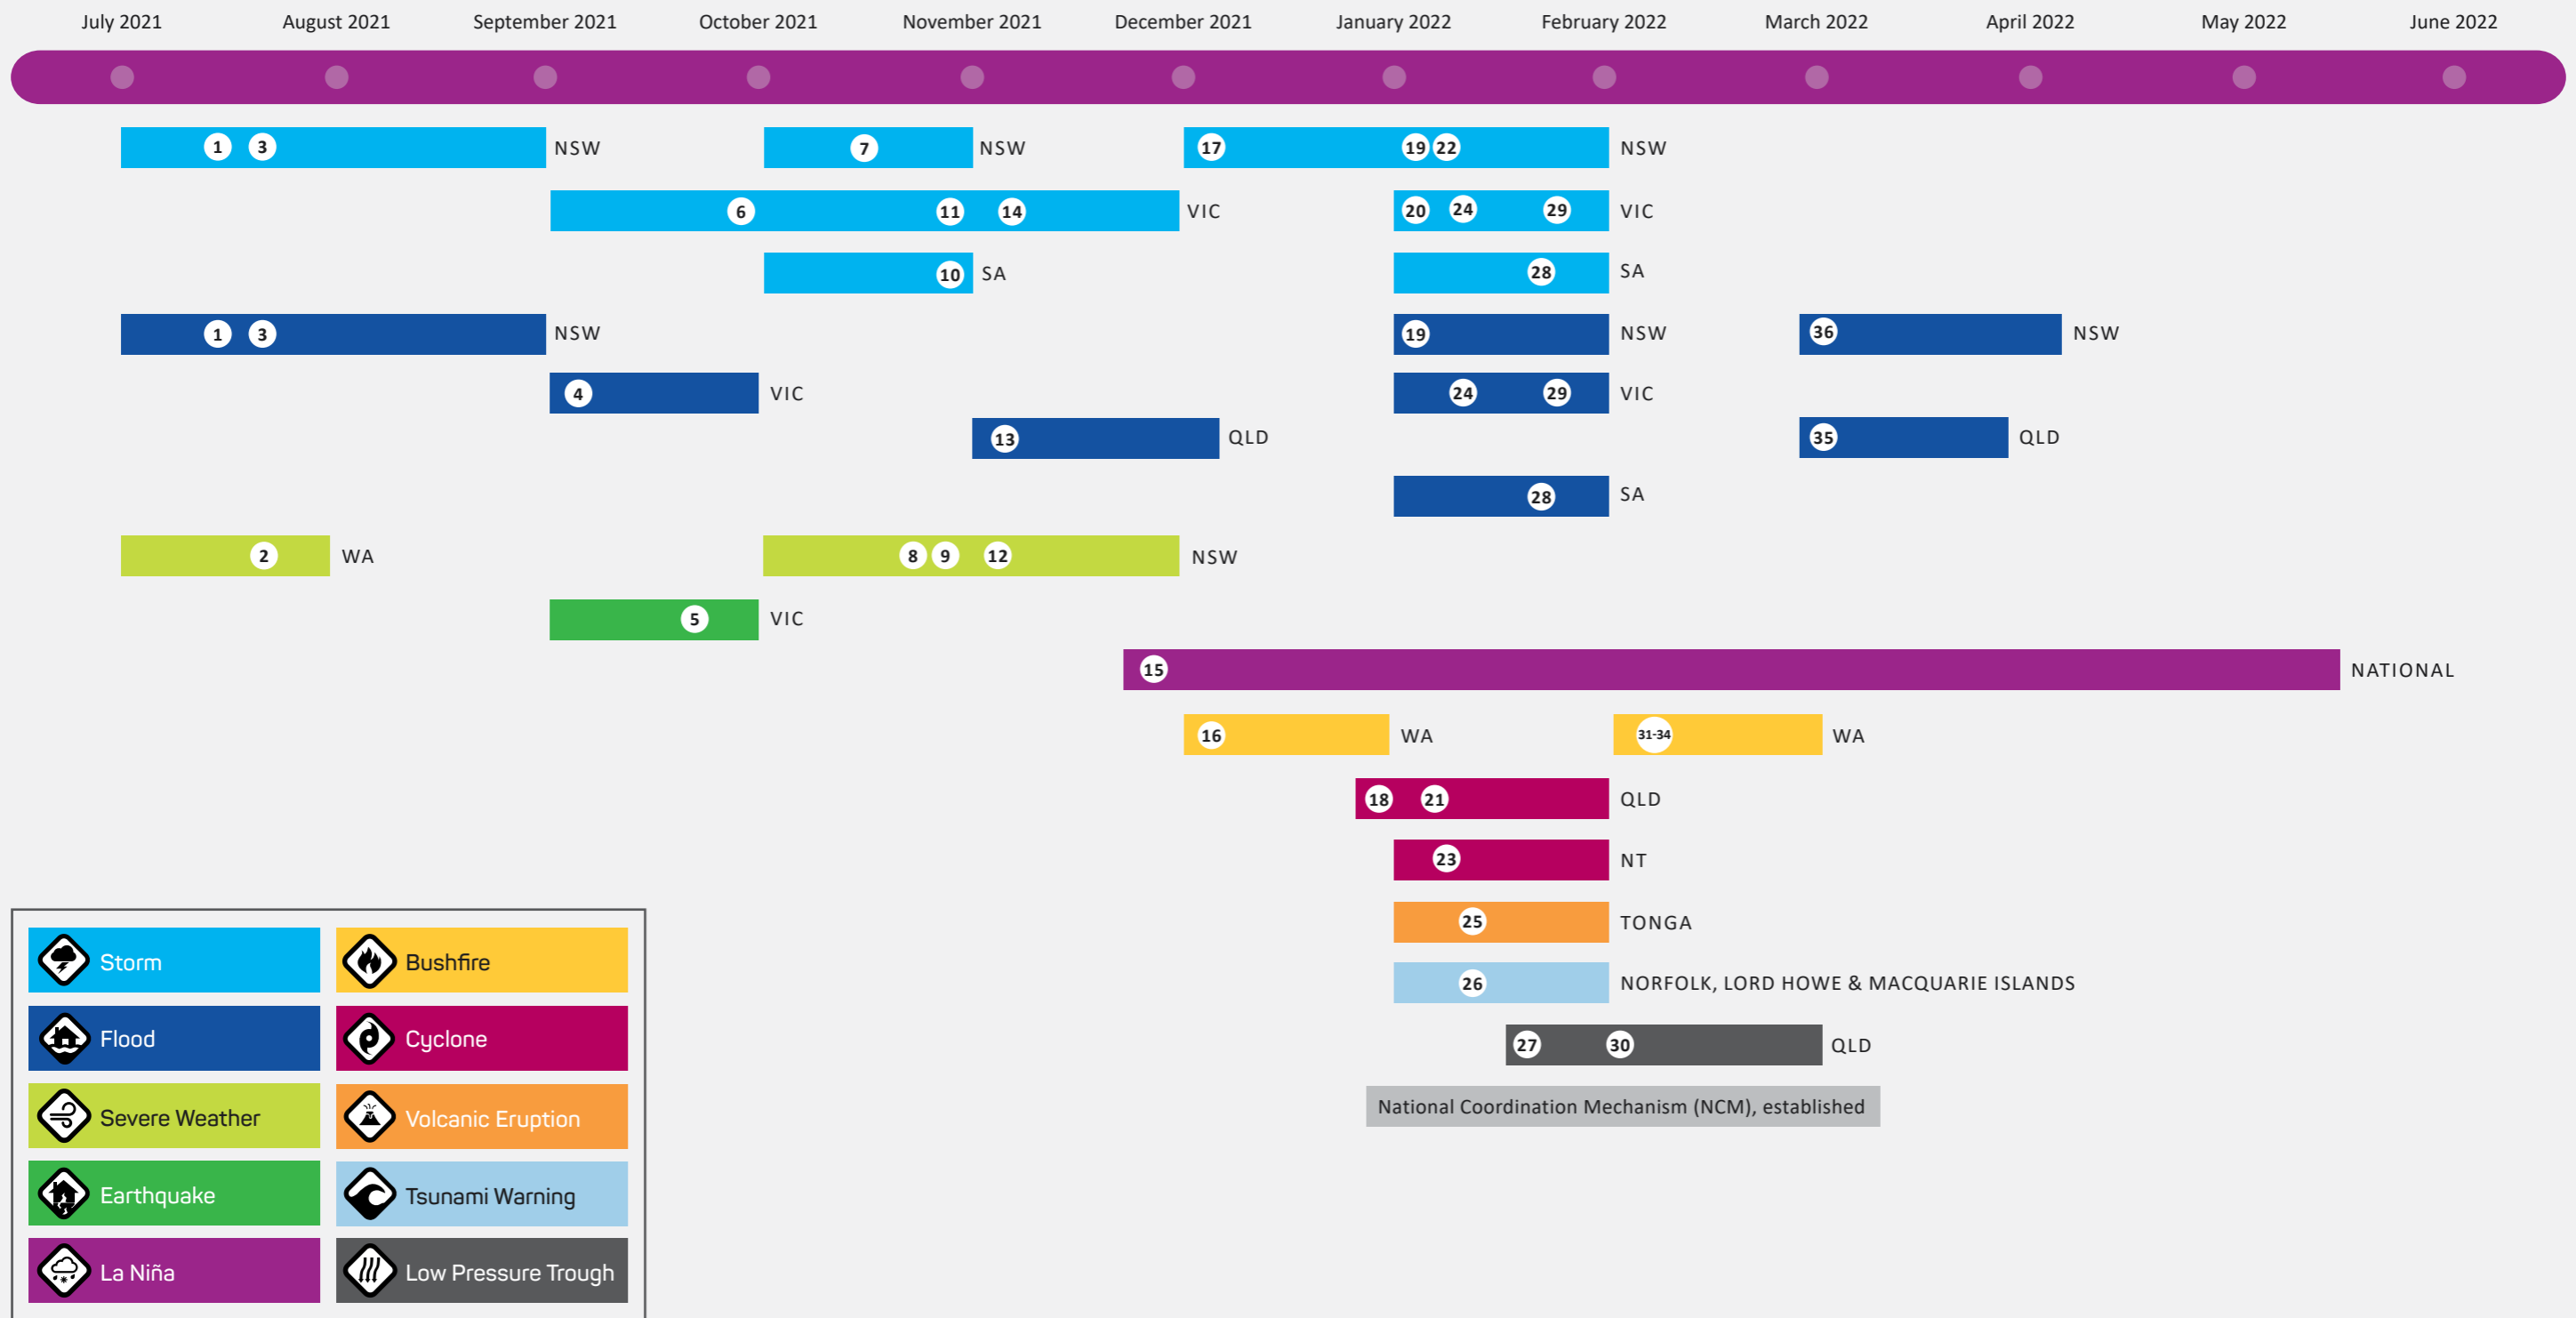 July 2021 August 2021 September 2021 October 2021 November 2021 December 2021 January 2022 February 2022 March 2022 April 2022 May 2022 June 2022
1 3 NSW 7 NSW 17 19 22 NSW
6 11 14 VIC 20 24 29 VIC
10 SA 28 SA
1 3 NSW 19 NSW 36 NSW
4 VIC 24 29 VIC
13 QLD 35 QLD
28 SA
2 WA 8 9 12 NSW
5 VIC
15 NATIONAL
16 WA 31-34 WA
18 21 QLD
23 NT
25 TONGA
26 NORFOLK, LORD HOWE & MACQUARIE ISLANDS
27 30 QLD
National Coordination Mechanism (NCM), established
Storm Bushfire
Flood Cyclone
Severe Weather Volcanic Eruption
Earthquake Tsunami Warning
La Niña Low Pressure Trough